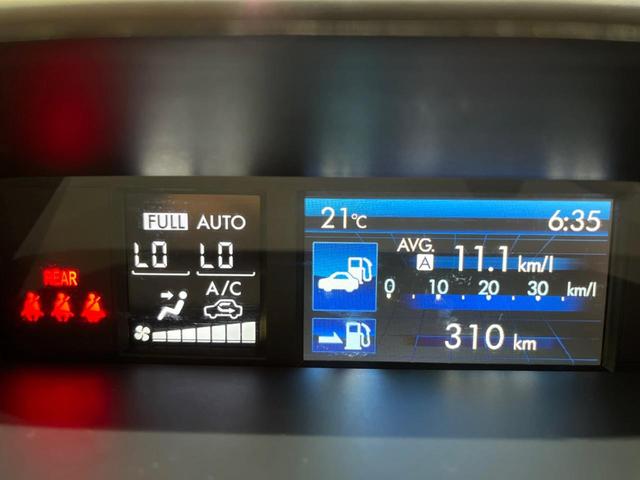 REAR
FULL AUTO
LO LO
A/C
21°C 6:35
AVG.
A 11.1 km/l
0 10 20 30 km/l
310 km